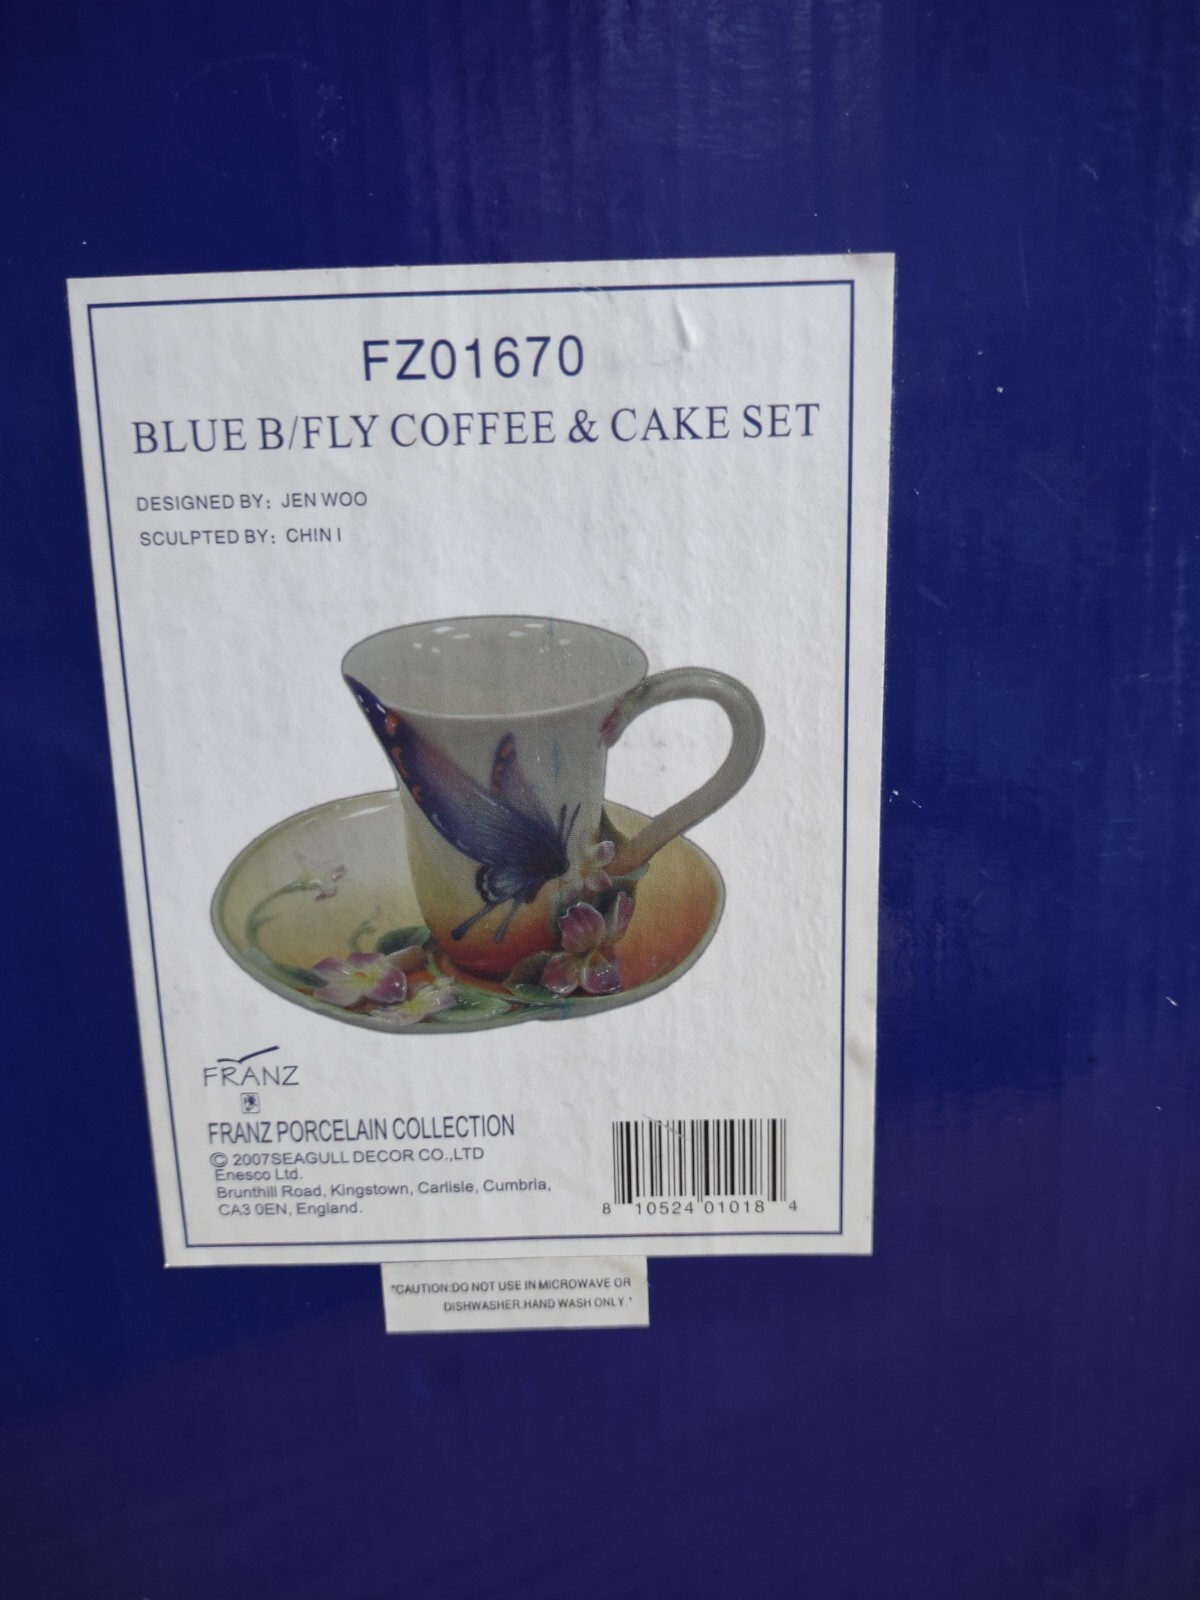 FZ01670
BLUE B/FLY COFFEE & CAKE SET
DESIGNED BY: JEN WOO
SCULPTED BY: CHIN I
FRANZ
FRANZ PORCELAIN COLLECTION
© 2007SEAGULL DECOR CO.,LTD
Enesco Ltd.
Brunthill Road, Kingstown, Carlisle, Cumbria,
CA3 0EN, England.
8 10524 01018 4
"CAUTION:DO NOT USE IN MICROWAVE OR
DISHWASHER.HAND WASH ONLY."